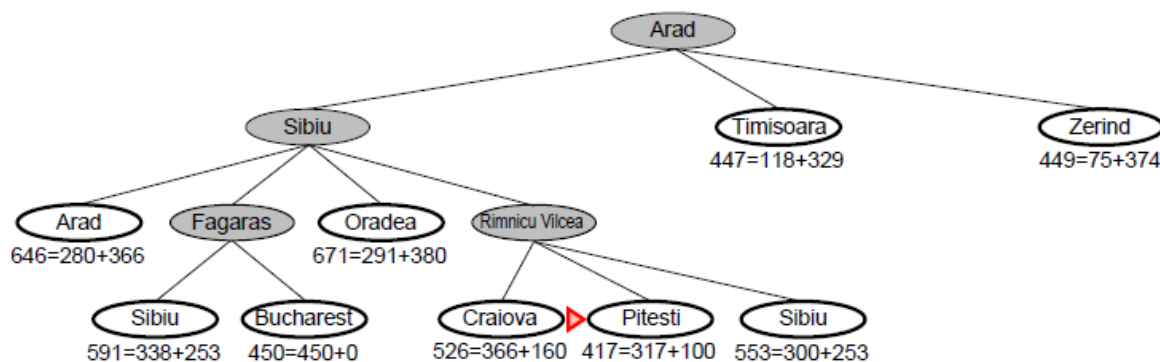 Arad
Sibiu
Timisoara
Zerind
447=118+329
449=75+374
Arad
Fagaras
Oradea
Rimnicu Vilcea
646=280+366
671=291+380
Sibiu
Bucharest
Craiova
Pitesti
Sibiu
591=338+253
450=450+0
526=366+160
417=317+100
553=300+253